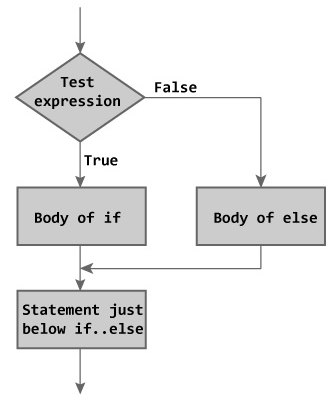 Test
expression
False
True
Body of if
Body of else
Statement just
below if..else